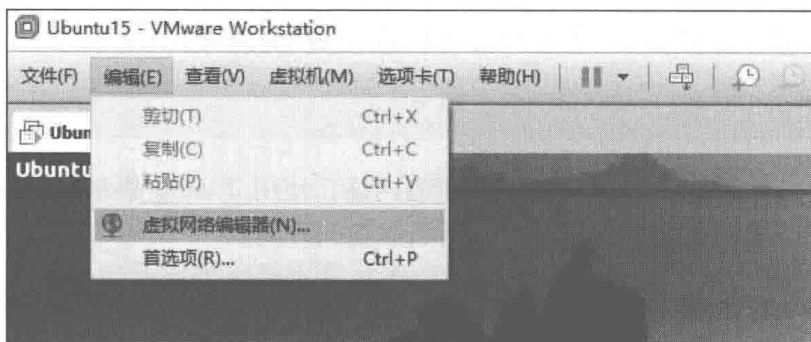 Ubuntu15 - VMware Workstation
文件(F) 编辑(E) 查看(V) 虚拟机(M) 选项卡(T) 帮助(H)
剪切(T) Ctrl+X
Ubun
复制(C) Ctrl+C
Ubuntu
粘贴(P) Ctrl+V
虚拟网络编辑器(N)...
首选项(R)... Ctrl+P